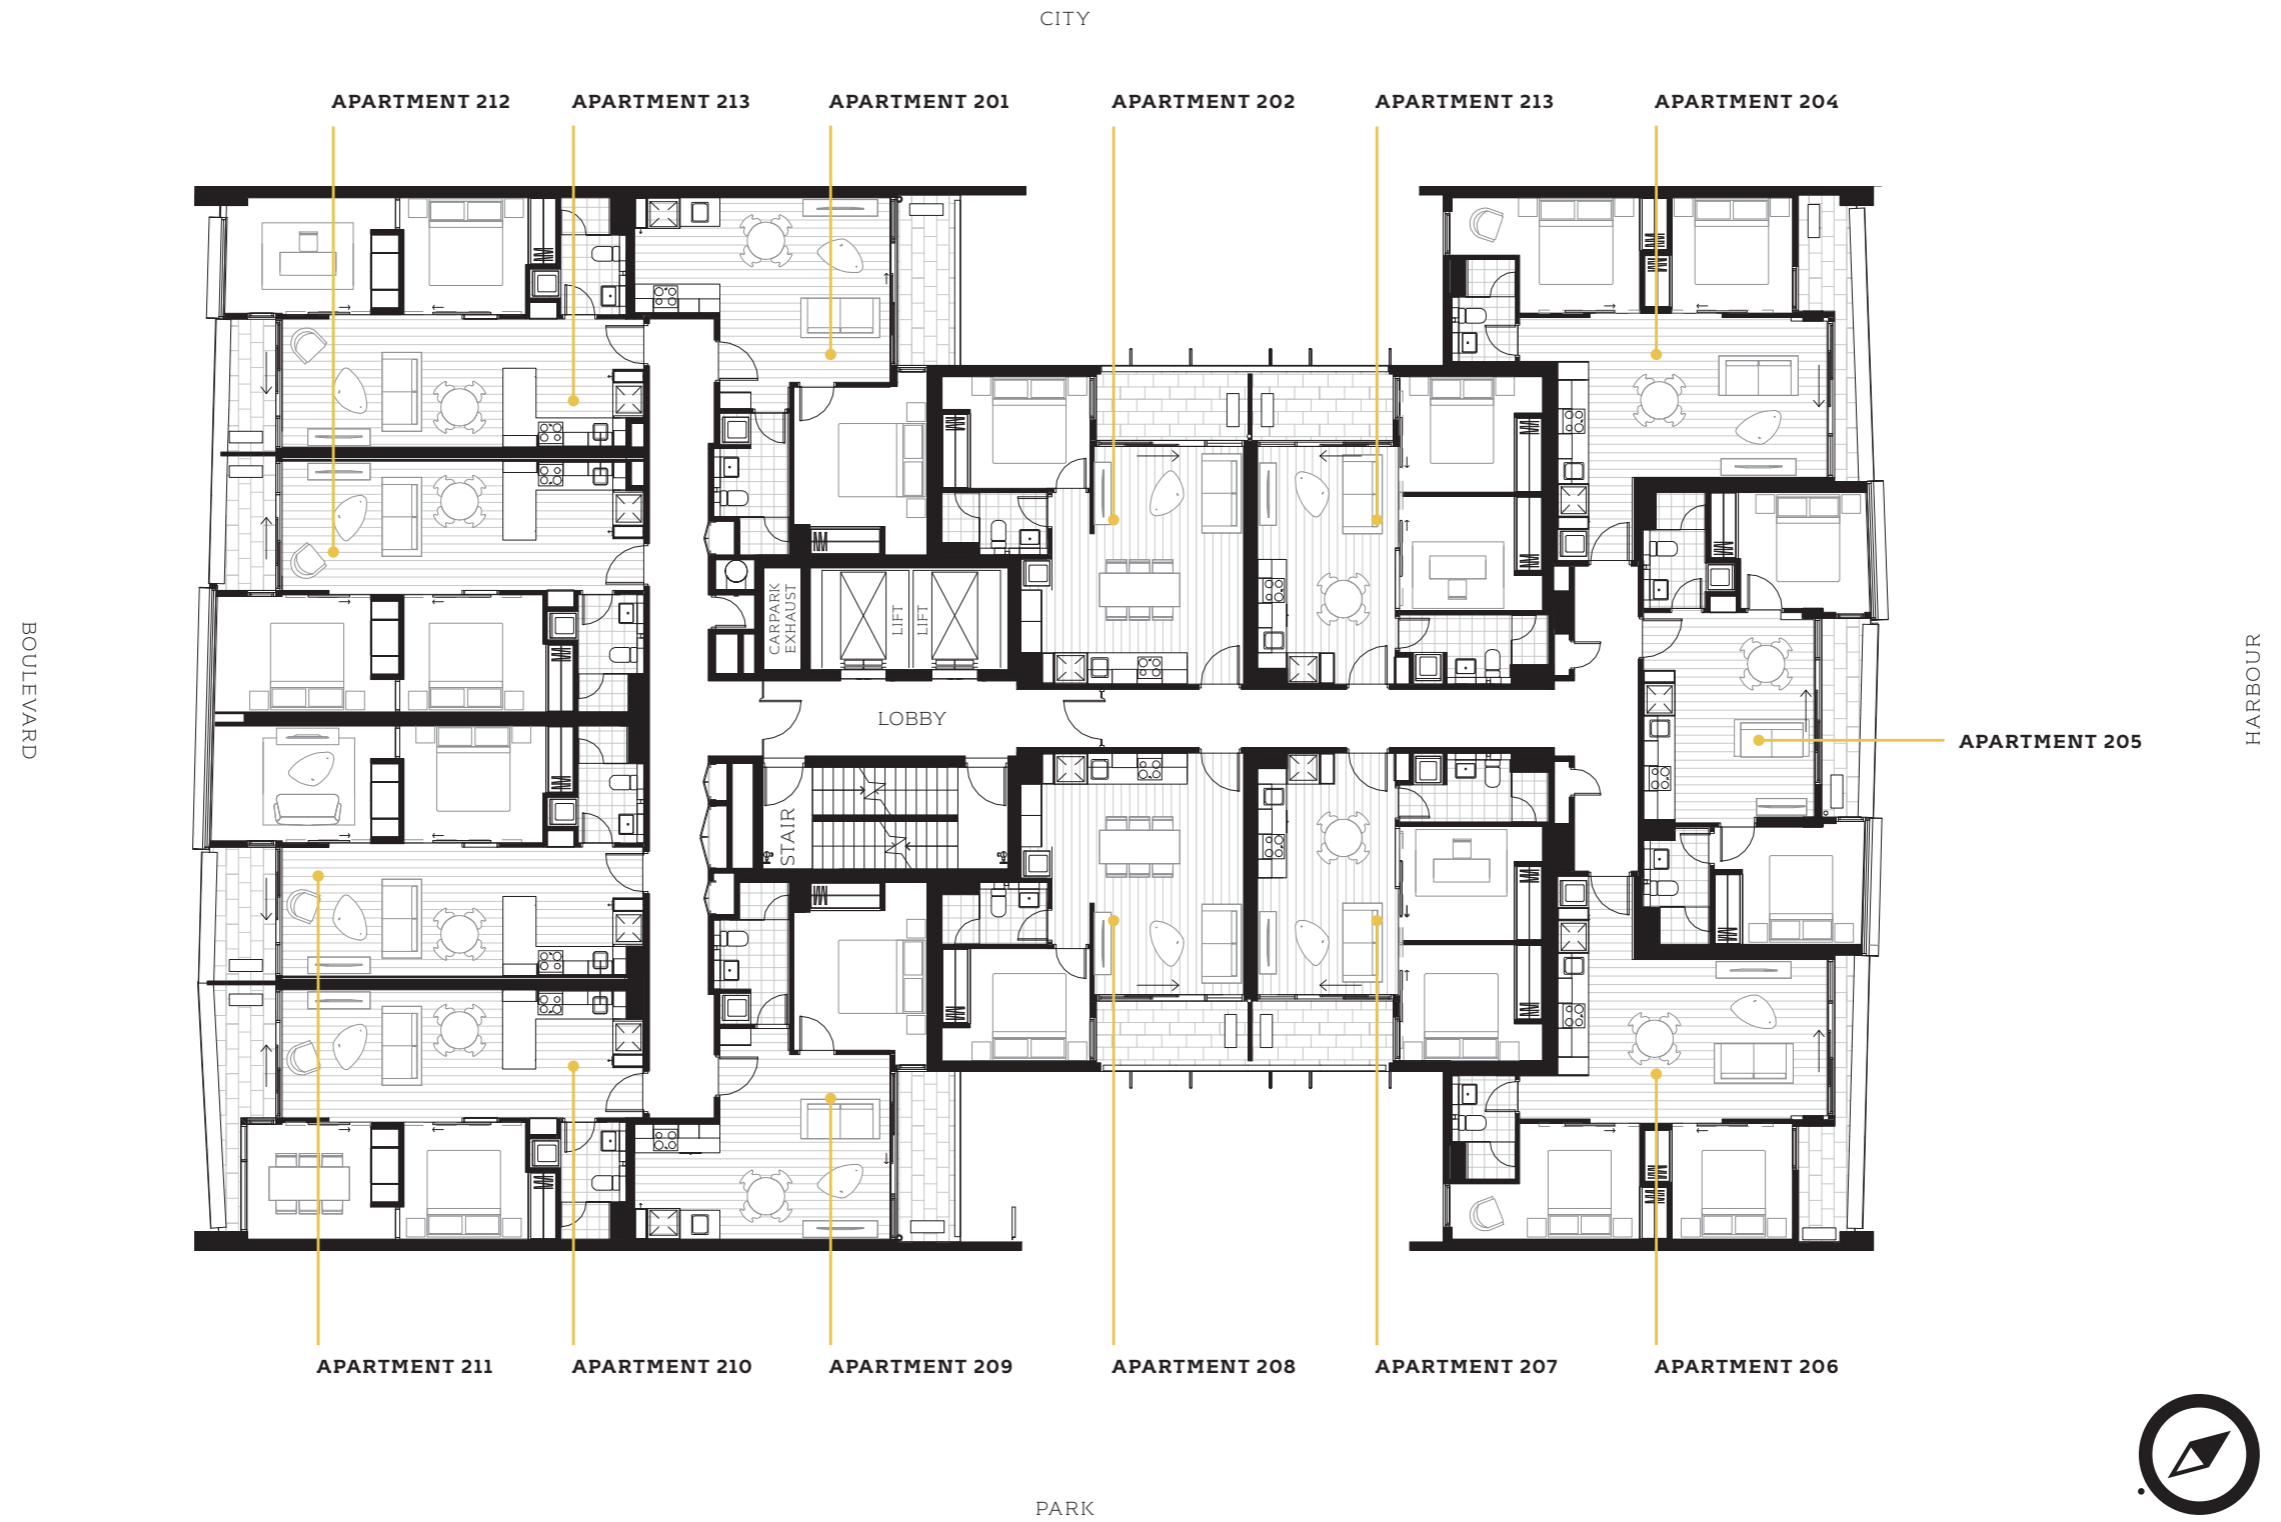 CITY
APARTMENT 212
APARTMENT 213
APARTMENT 201
APARTMENT 202
APARTMENT 213
APARTMENT 204
CARPARK
EXHAUST
LIFT
LIFT
BOULEVARD
HARBOUR
LOBBY
APARTMENT 205
STAIR
APARTMENT 211
APARTMENT 210
APARTMENT 209
APARTMENT 208
APARTMENT 207
APARTMENT 206
PARK